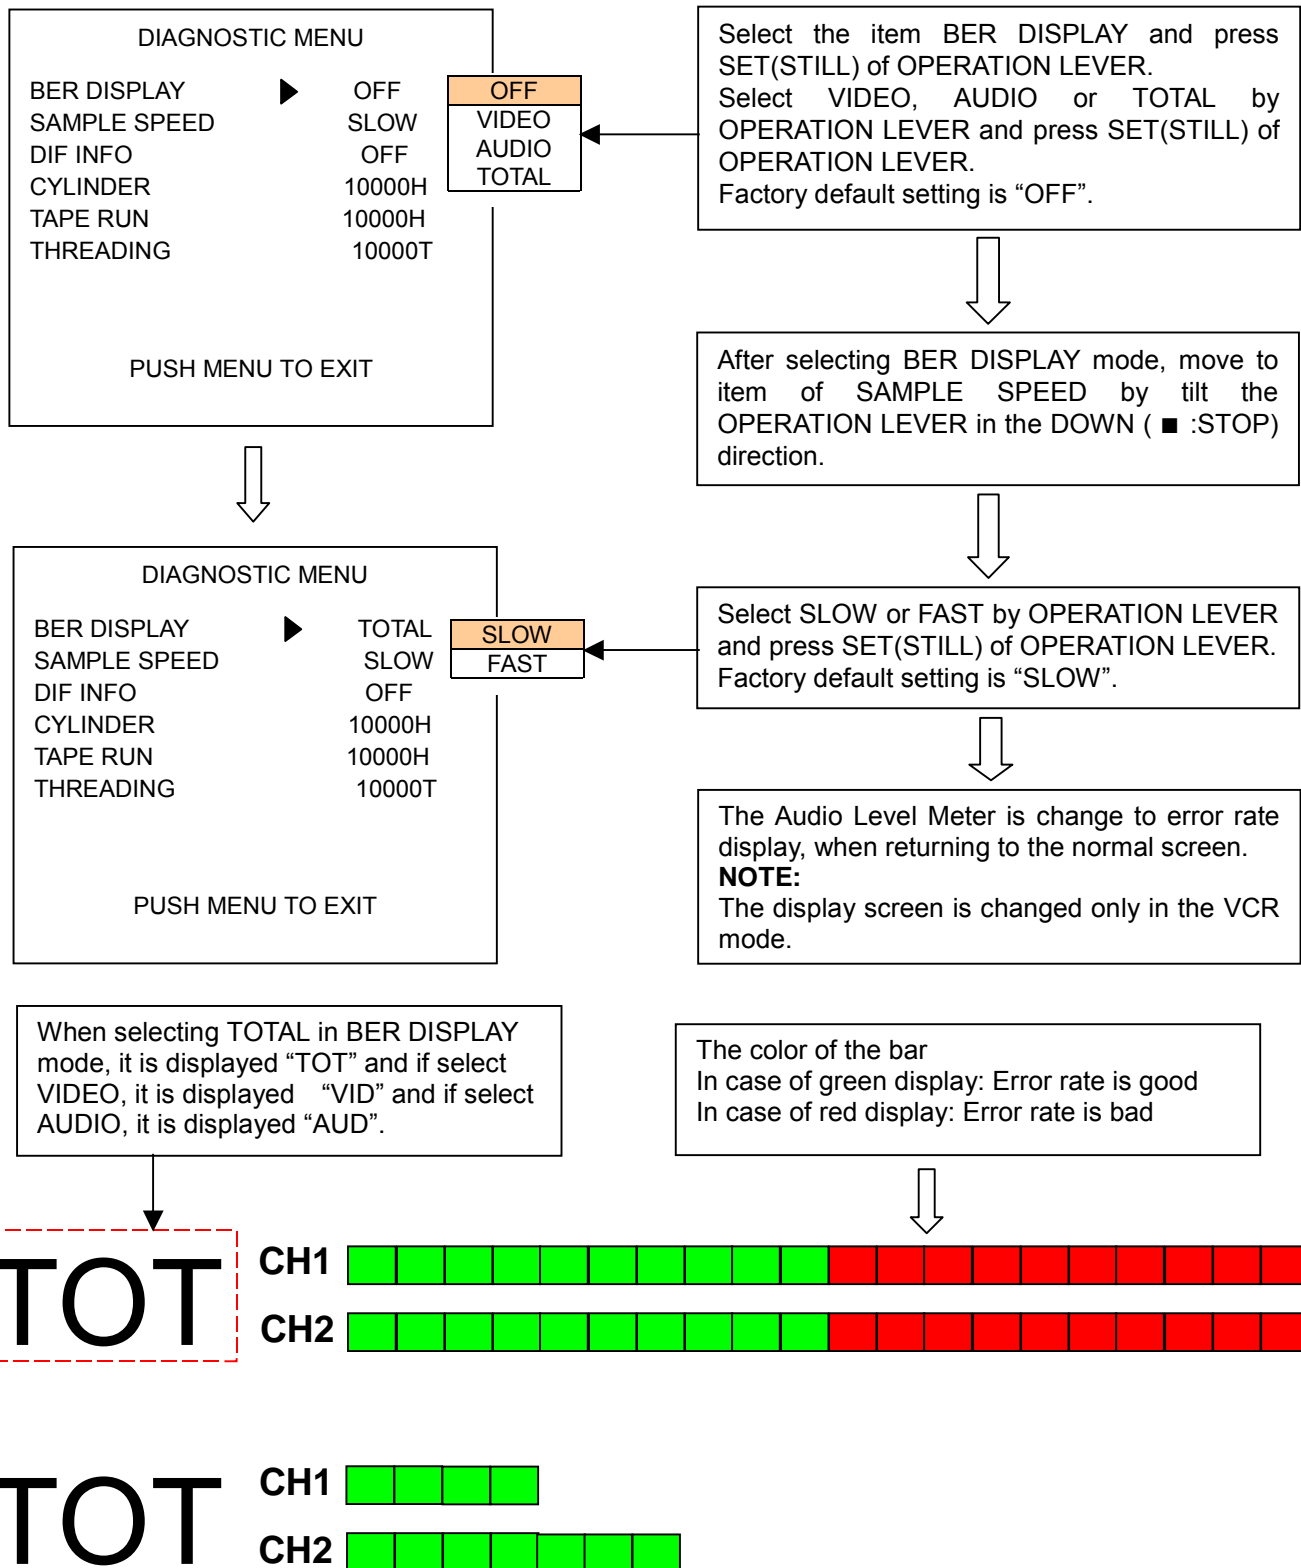 DIAGNOSTIC MENU
BER DISPLAY ▶ OFF
SAMPLE SPEED SLOW
DIF INFO OFF
CYLINDER 10000H
TAPE RUN 10000H
THREADING 10000T
PUSH MENU TO EXIT
OFF
VIDEO
AUDIO
TOTAL
Select the item BER DISPLAY and press
SET(STILL) of OPERATION LEVER.
Select VIDEO, AUDIO or TOTAL by
OPERATION LEVER and press SET(STILL) of
OPERATION LEVER.
Factory default setting is “OFF”.
After selecting BER DISPLAY mode, move to
item of SAMPLE SPEED by tilt the
OPERATION LEVER in the DOWN ( ■ :STOP)
direction.
DIAGNOSTIC MENU
BER DISPLAY ▶ TOTAL
SAMPLE SPEED SLOW
DIF INFO OFF
CYLINDER 10000H
TAPE RUN 10000H
THREADING 10000T
PUSH MENU TO EXIT
SLOW
FAST
Select SLOW or FAST by OPERATION LEVER
and press SET(STILL) of OPERATION LEVER.
Factory default setting is “SLOW”.
The Audio Level Meter is change to error rate
display, when returning to the normal screen.
NOTE:
The display screen is changed only in the VCR
mode.
When selecting TOTAL in BER DISPLAY
mode, it is displayed “TOT” and if select
VIDEO, it is displayed “VID” and if select
AUDIO, it is displayed “AUD”.
The color of the bar
In case of green display: Error rate is good
In case of red display: Error rate is bad
TOT
CH1
CH2
TOT
CH1
CH2